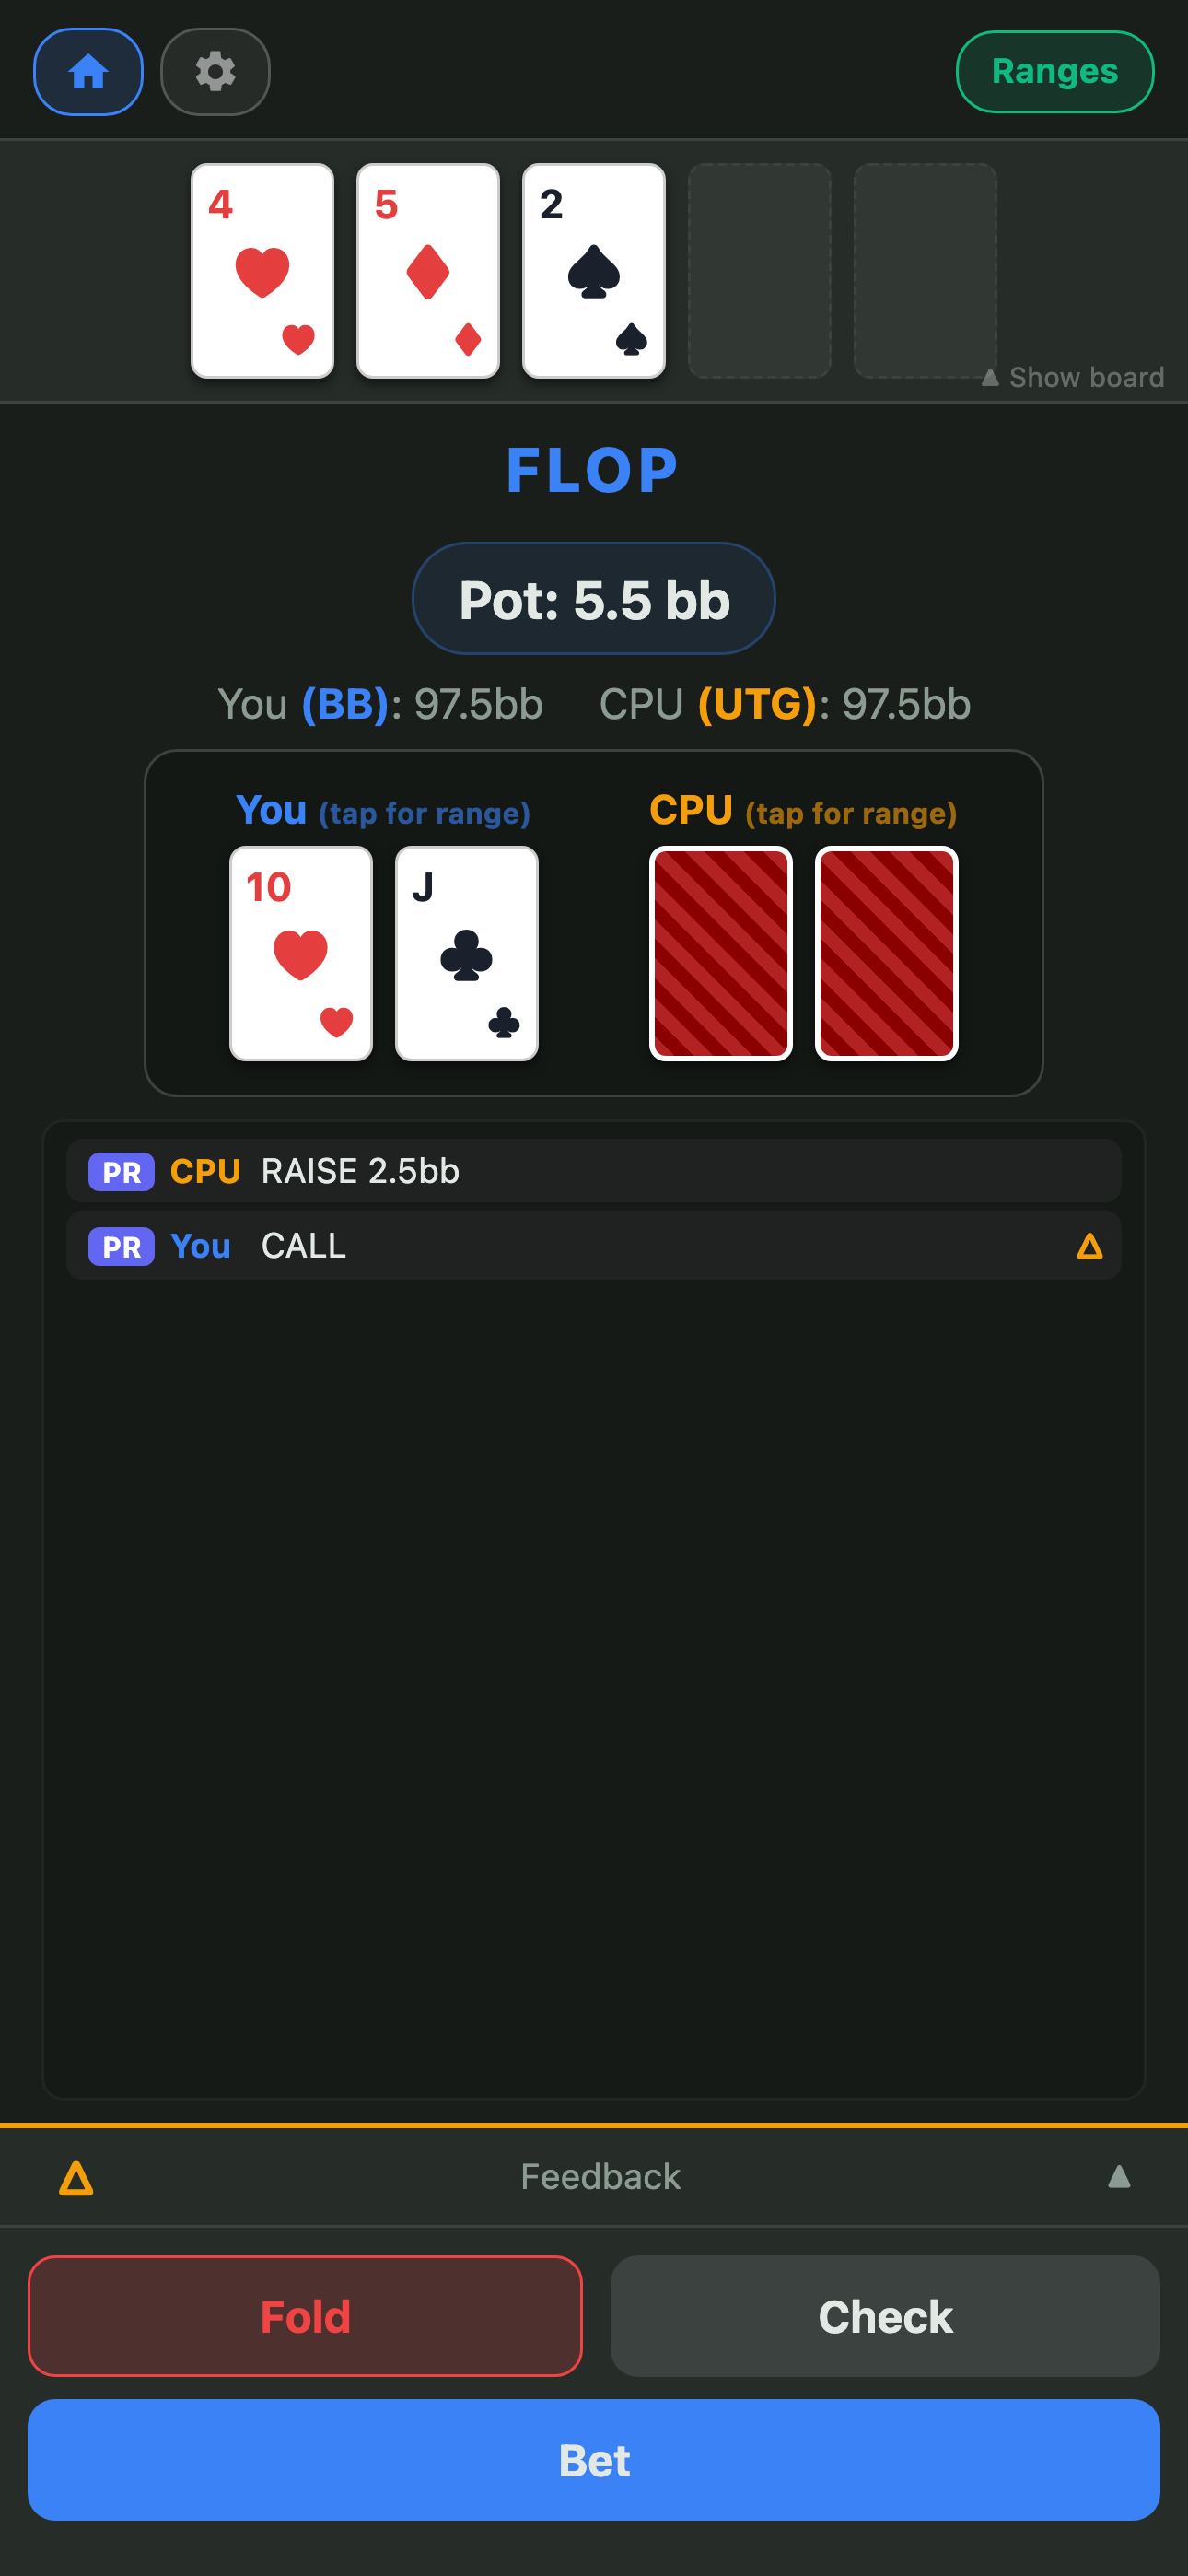 Ranges
4 5 2
▲ Show board
FLOP
Pot: 5.5 bb
You (BB): 97.5bb CPU (UTG): 97.5bb
You (tap for range) CPU (tap for range)
10 J
PR CPU RAISE 2.5bb
PR You CALL
Feedback
Fold Check
Bet